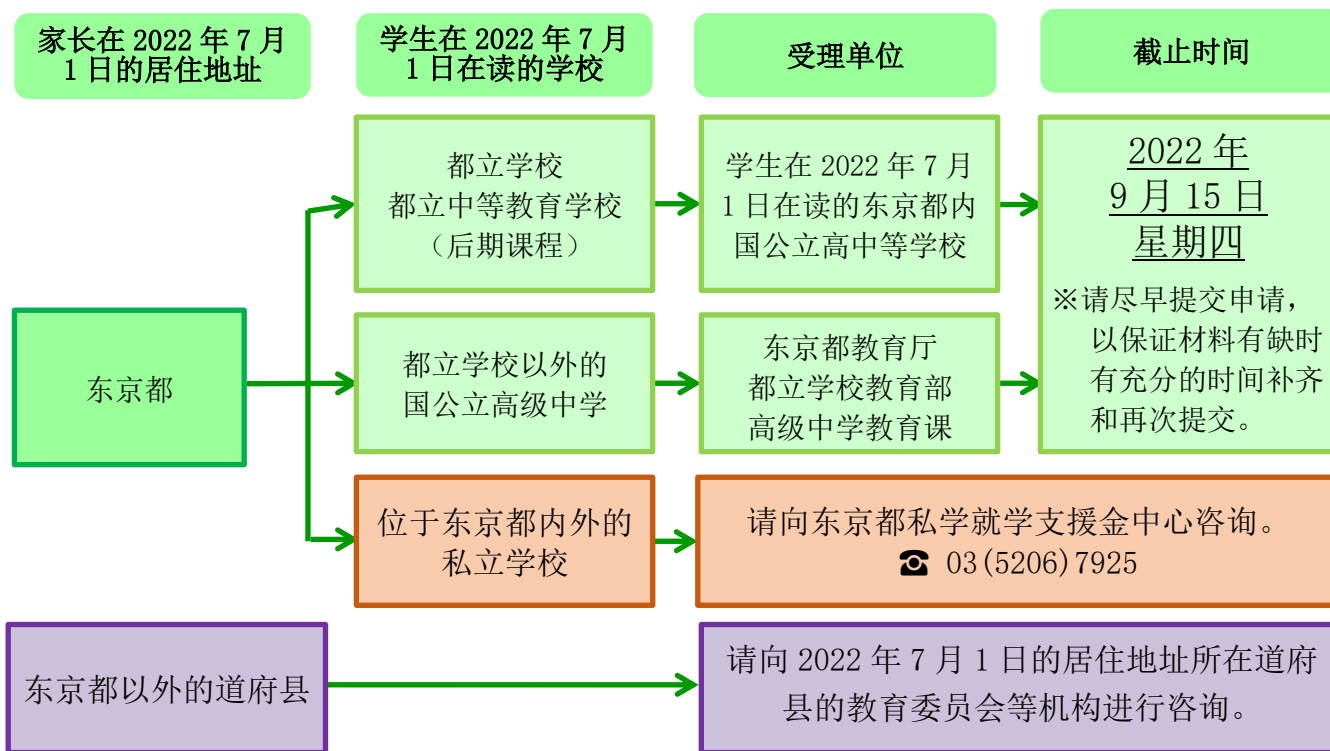 家长在 2022 年 7 月
1 日的居住地址
学生在 2022 年 7 月
1 日在读的学校
受理单位
截止时间
东京都
都立学校
都立中等教育学校
（后期课程）
学生在 2022 年 7 月
1 日在读的东京都内
国公立高中等学校
2022 年
9 月 15 日
星期四
※请尽早提交申请，
以保证材料有缺时
有充分的时间补齐
和再次提交。
都立学校以外的
国公立高级中学
东京都教育厅
都立学校教育部
高级中学教育课
位于东京都内外的
私立学校
请向东京都私学就学支援金中心咨询。
☎ 03(5206)7925
东京都以外的道府县
请向 2022 年 7 月 1 日的居住地址所在道府
县的教育委员会等机构进行咨询。